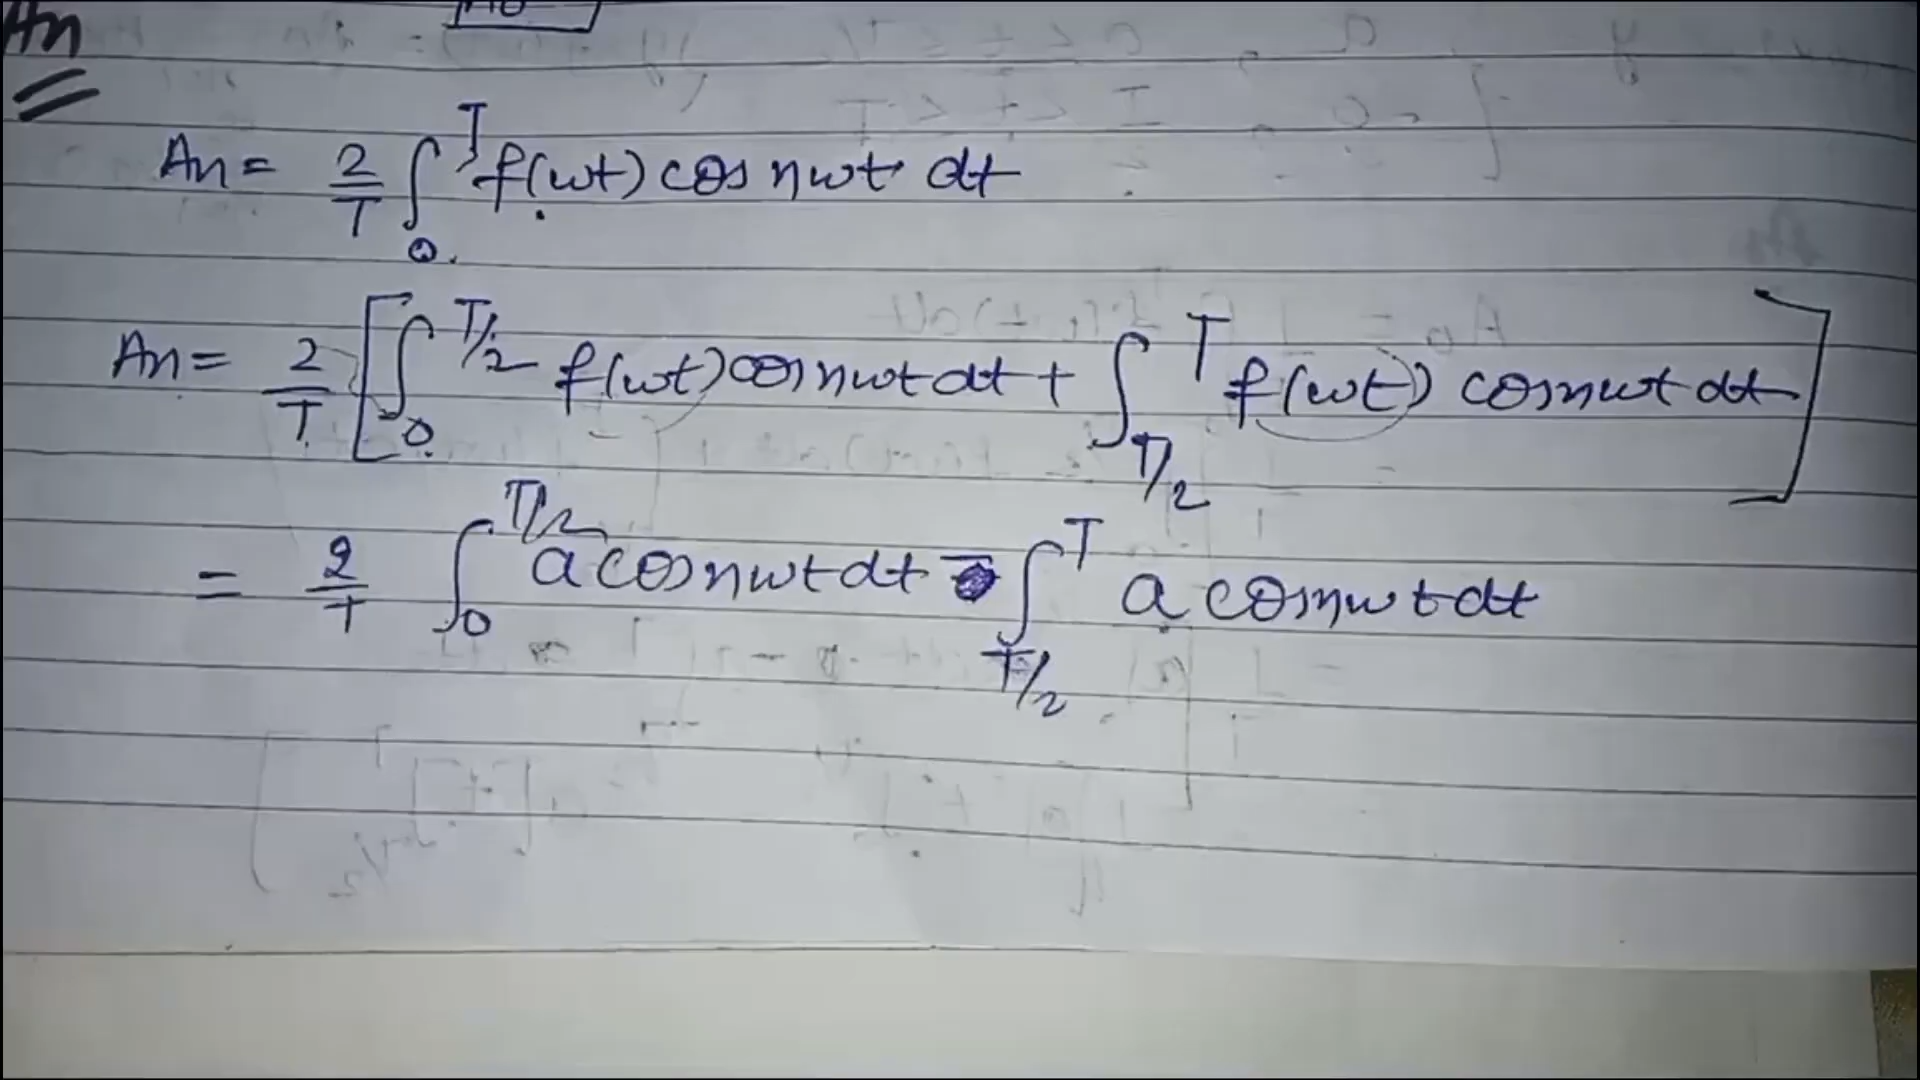 An
An = 2/T ∫₀ᵀ f(ωt) cos nωt dt
An = 2/T [ ∫₀^T/2 f(ωt) cos nωt dt + ∫_T/2^T f(ωt) cos nωt dt ]
= 2/T ∫₀^T/2 a cos nωt dt - ∫_T/2^T a cos nωt dt